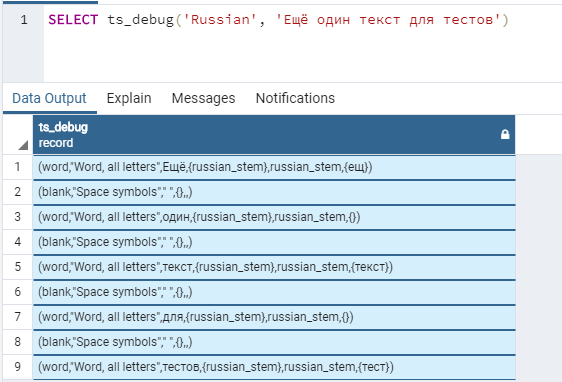 1 SELECT ts_debug('Russian', 'Ещё один текст для тестов')
Data Output Explain Messages Notifications
ts_debug
record
1 (word,"Word, all letters",Ещё,{russian_stem},russian_stem,{ещ})
2 (blank,"Space symbols"," ",{},,)
3 (word,"Word, all letters",один,{russian_stem},russian_stem,{})
4 (blank,"Space symbols"," ",{},,)
5 (word,"Word, all letters",текст,{russian_stem},russian_stem,{текст})
6 (blank,"Space symbols"," ",{},,)
7 (word,"Word, all letters",для,{russian_stem},russian_stem,{})
8 (blank,"Space symbols"," ",{},,)
9 (word,"Word, all letters",тестов,{russian_stem},russian_stem,{тест})